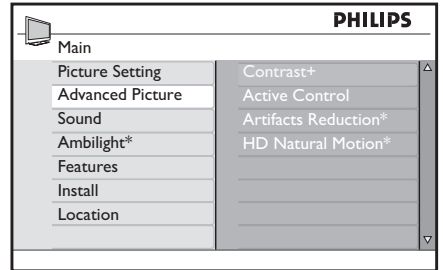 PHILIPS
Main
Picture Setting
Advanced Picture
Sound
Ambilight*
Features
Install
Location
Contrast+
Active Control
Artifacts Reduction*
HD Natural Motion*